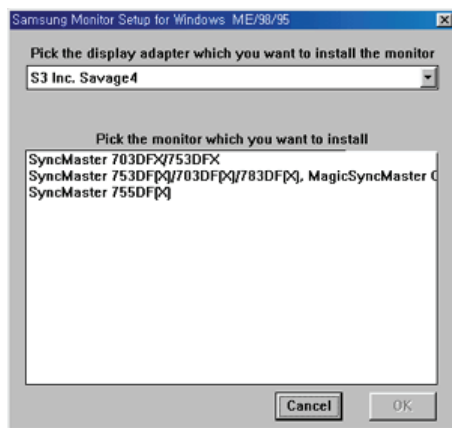 Samsung Monitor Setup for Windows ME/98/95
Pick the display adapter which you want to install the monitor
S3 Inc. Savage4
Pick the monitor which you want to install
SyncMaster 703DFX/753DFX
SyncMaster 753DF[X]/703DF[X]/783DF[X], MagicSyncMaster
SyncMaster 755DF[X]
Cancel
OK